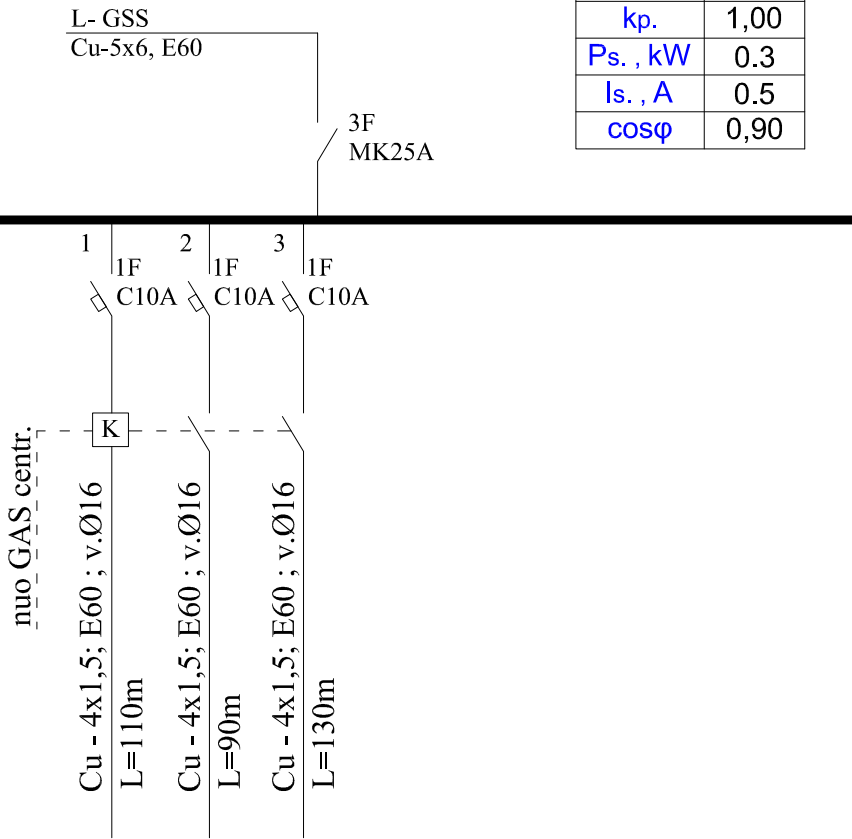 L- GSS
Cu-5x6, E60
kp. 1,00
Ps. , kW 0.3
Is. , A 0.5
cosφ 0,90
3F
MK25A
1 2 3
1F 1F 1F
C10A C10A C10A
K
nuo GAS centr.
Cu - 4x1,5; E60 ; v.Ø16
L=110m
Cu - 4x1,5; E60 ; v.Ø16
L=90m
Cu - 4x1,5; E60 ; v.Ø16
L=130m